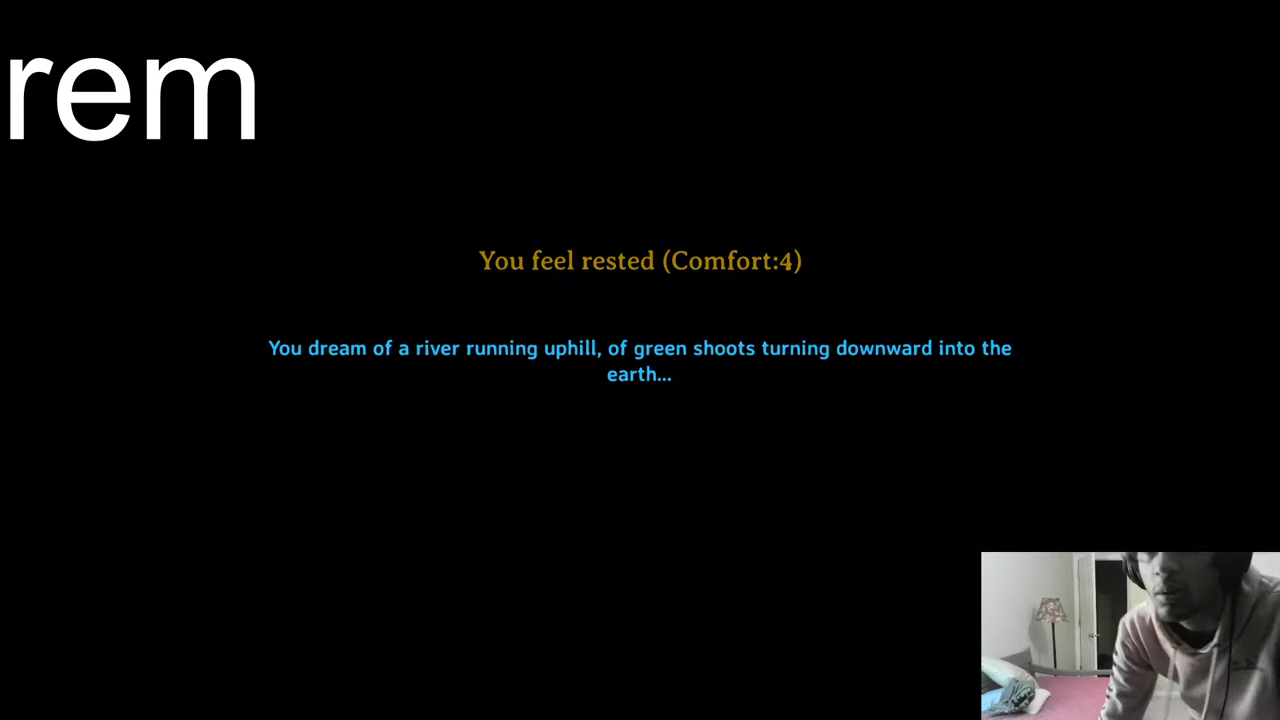 rem
You feel rested (Comfort:4)
You dream of a river running uphill, of green shoots turning downward into the
earth...